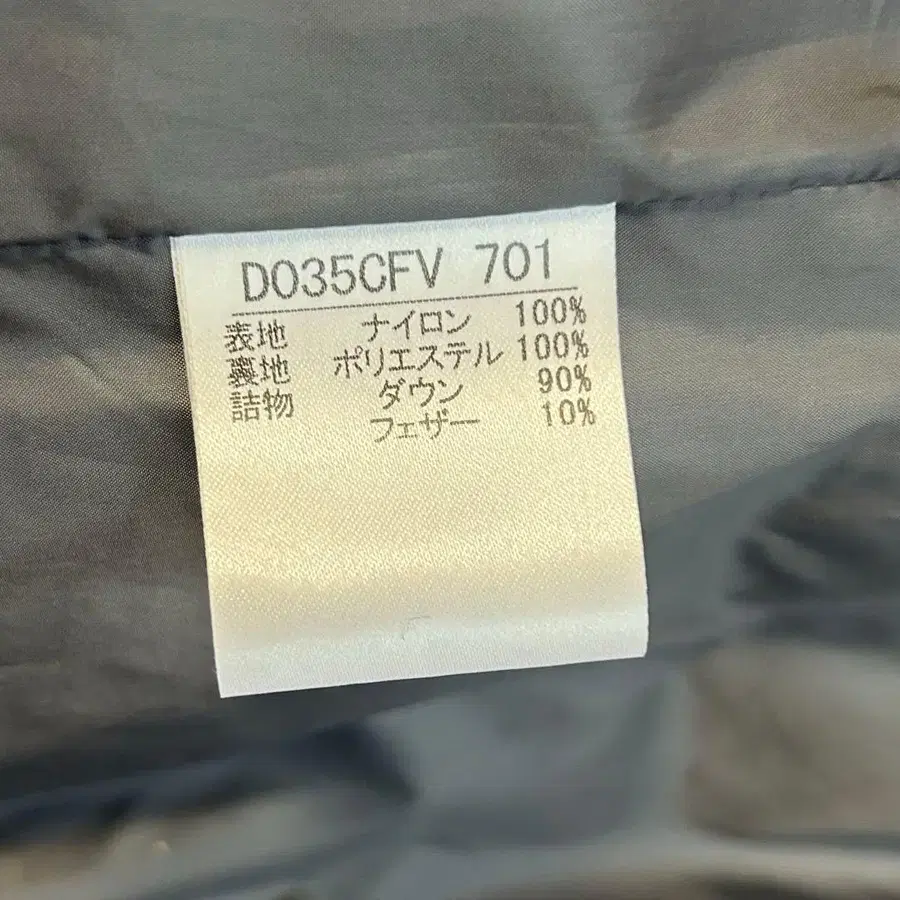 D035CFV 701
表地 ナイロン 100%
裏地 ポリエステル 100%
詰物 ダウン 90%
フェザー 10%